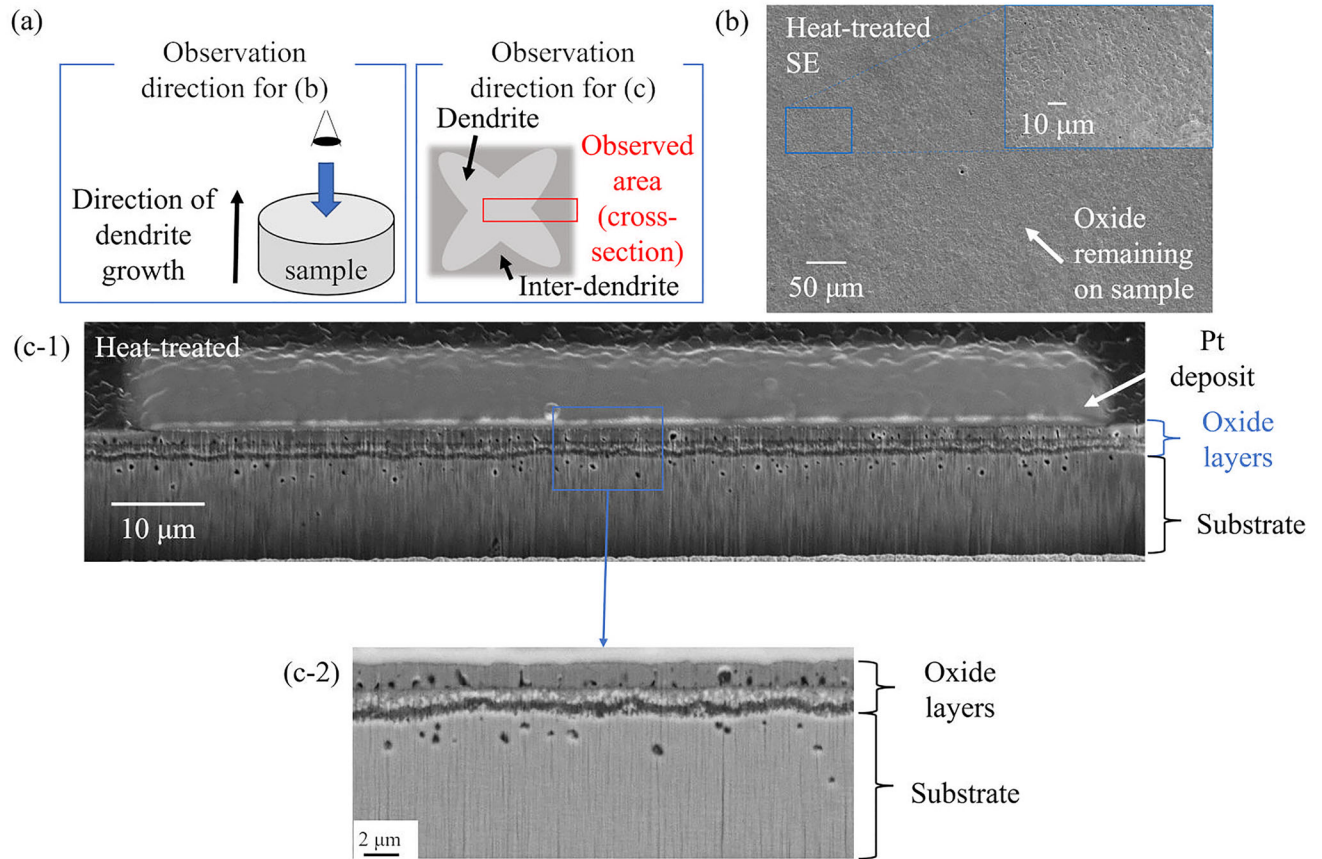 (a)
Observation
direction for (b)
Direction of
dendrite
growth
sample
Observation
direction for (c)
Dendrite
Observed
area
(cross-
section)
Inter-dendrite
(b)
Heat-treated
SE
10 μm
50 μm
Oxide
remaining
on sample
(c-1)
Heat-treated
Pt
deposit
Oxide
layers
10 μm
Substrate
(c-2)
Oxide
layers
Substrate
2 μm